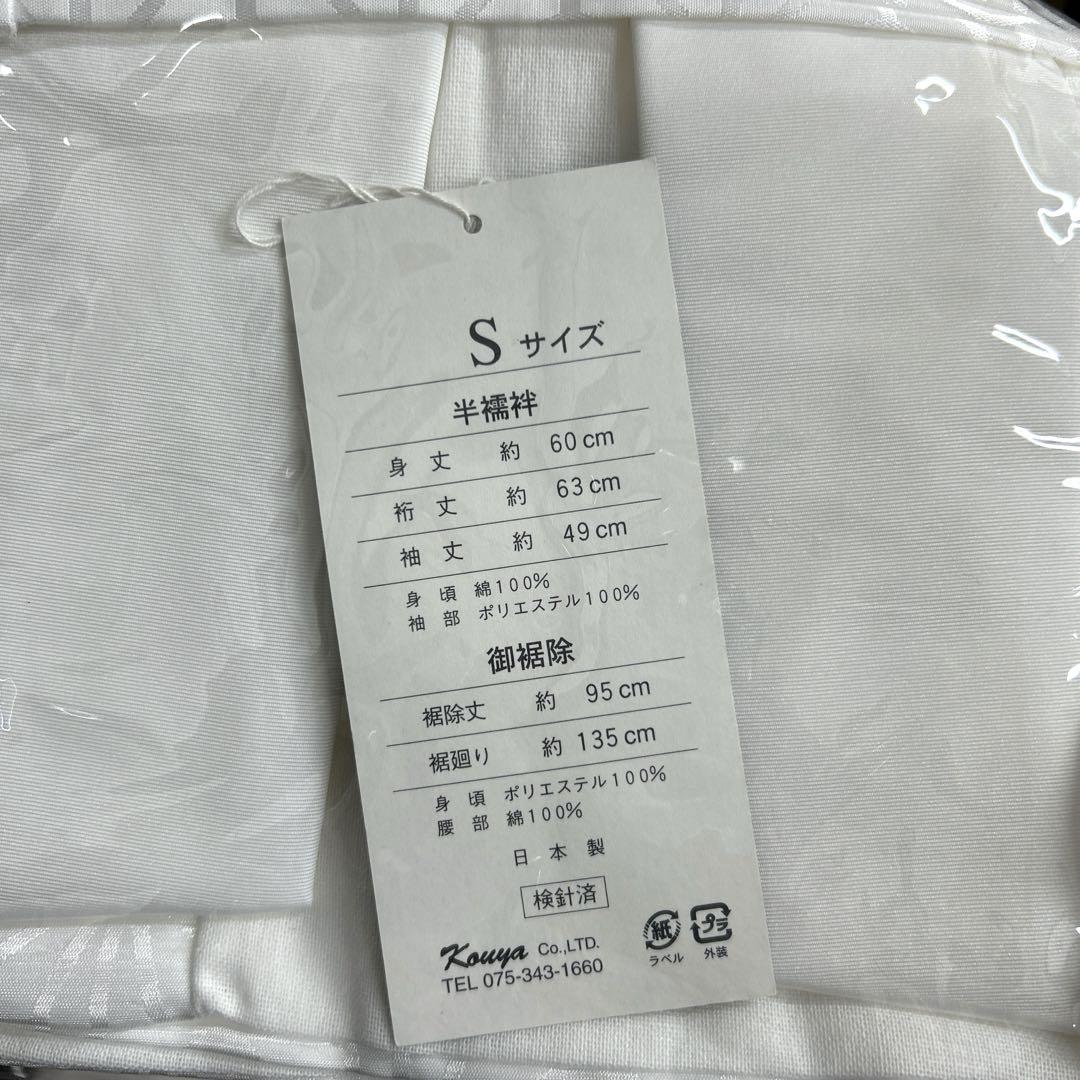 S サイズ
半襦袢
身丈 約 60cm
裄丈 約 63cm
袖丈 約 49cm
身頃 綿100%
袖部 ポリエステル100%
御裾除
裾除丈 約 95cm
裾廻り 約 135cm
身頃 ポリエステル100%
腰部 綿100%
日本製
検針済
Kouya Co.,LTD.
TEL 075-343-1660
紙
ラベル
プラ
外装